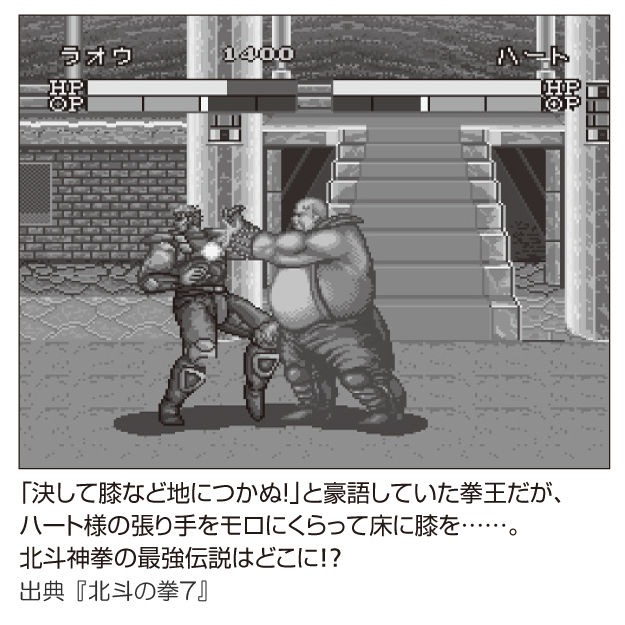 ラオウ 1400 ハート
HP HP
OP OP
「決して膝など地につかぬ!」と豪語していた拳王だが、
ハート様の張り手をモロにくらって床に膝を……。
北斗神拳の最強伝説はどこに!?
出典『北斗の拳7』